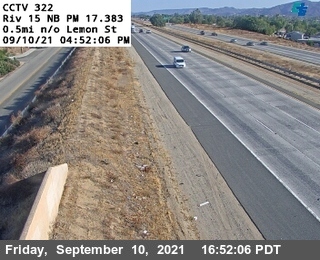 CCTV 322
Riv 15 NB PM 17.383
0.5mi n/o Lemon St
09/10/21 04:52:06 PM
Friday, September 10, 2021 16:52:06 PDT